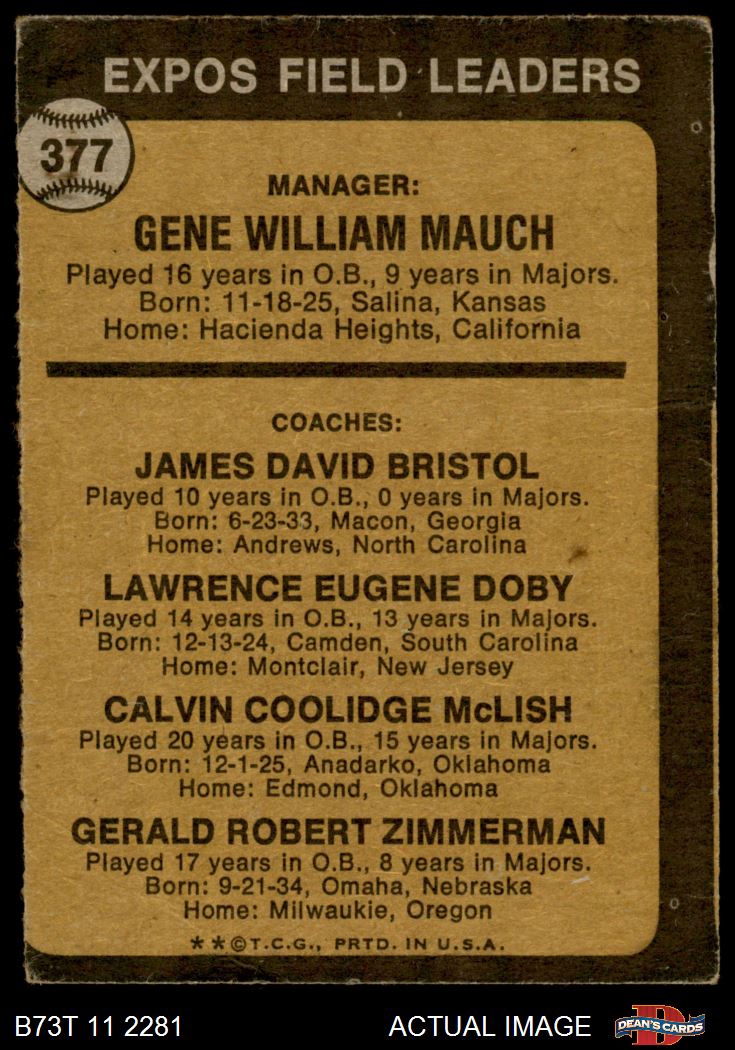 EXPOS FIELD LEADERS
377
MANAGER:
GENE WILLIAM MAUCH
Played 16 years in O.B., 9 years in Majors.
Born: 11-18-25, Salina, Kansas
Home: Hacienda Heights, California
COACHES:
JAMES DAVID BRISTOL
Played 10 years in O.B., 0 years in Majors.
Born: 6-23-33, Macon, Georgia
Home: Andrews, North Carolina
LAWRENCE EUGENE DOBY
Played 14 years in O.B., 13 years in Majors.
Born: 12-13-24, Camden, South Carolina
Home: Montclair, New Jersey
CALVIN COOLIDGE McLISH
Played 20 years in O.B., 15 years in Majors.
Born: 12-1-25, Anadarko, Oklahoma
Home: Edmond, Oklahoma
GERALD ROBERT ZIMMERMAN
Played 17 years in O.B., 8 years in Majors.
Born: 9-21-34, Omaha, Nebraska
Home: Milwaukie, Oregon
**©T.C.G., PRTD. IN U.S.A.
B73T 11 2281 ACTUAL IMAGE D DEAN'S CARDS